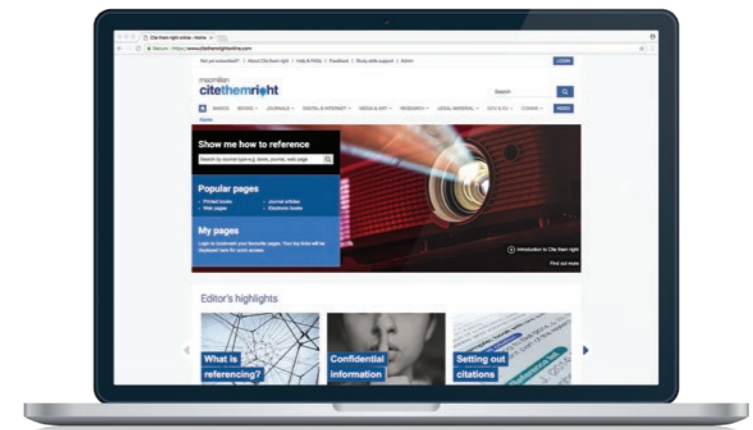 Cite them right online - Home
Secure https://www.citethemrightonline.com
Not yet subscribed? | About Cite them right | Help & FAQs | Feedback | Study skills support | Admin
LOGIN
macmillan
citethemright
Search
BASICS BOOKS JOURNALS DIGITAL & INTERNET MEDIA & ART RESEARCH LEGAL MATERIAL GOV & EU COMMS INDEX
Home
Show me how to reference
Search by source type e.g. book, journal, web page
Popular pages
• Printed books • Journal articles
• Web pages • Electronic books
My pages
Login to bookmark your favourite pages. Your top links will be
displayed here for quick access.
Introduction to Cite them right
Find out more
Editor's highlights
What is
referencing?
Confidential
information
Setting out
citations
Reference list